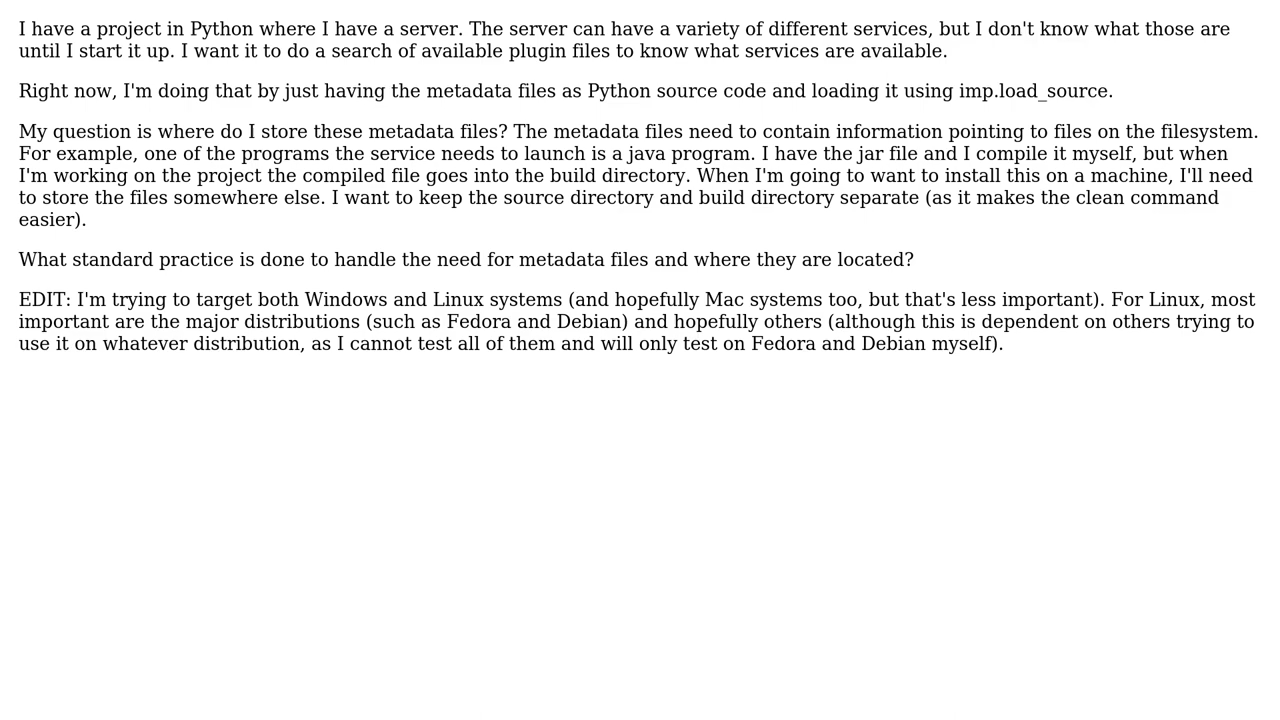 I have a project in Python where I have a server. The server can have a variety of different services, but I don't know what those are
until I start it up. I want it to do a search of available plugin files to know what services are available.
Right now, I'm doing that by just having the metadata files as Python source code and loading it using imp.load_source.
My question is where do I store these metadata files? The metadata files need to contain information pointing to files on the filesystem.
For example, one of the programs the service needs to launch is a java program. I have the jar file and I compile it myself, but when
I'm working on the project the compiled file goes into the build directory. When I'm going to want to install this on a machine, I'll need
to store the files somewhere else. I want to keep the source directory and build directory separate (as it makes the clean command
easier).
What standard practice is done to handle the need for metadata files and where they are located?
EDIT: I'm trying to target both Windows and Linux systems (and hopefully Mac systems too, but that's less important). For Linux, most
important are the major distributions (such as Fedora and Debian) and hopefully others (although this is dependent on others trying to
use it on whatever distribution, as I cannot test all of them and will only test on Fedora and Debian myself).